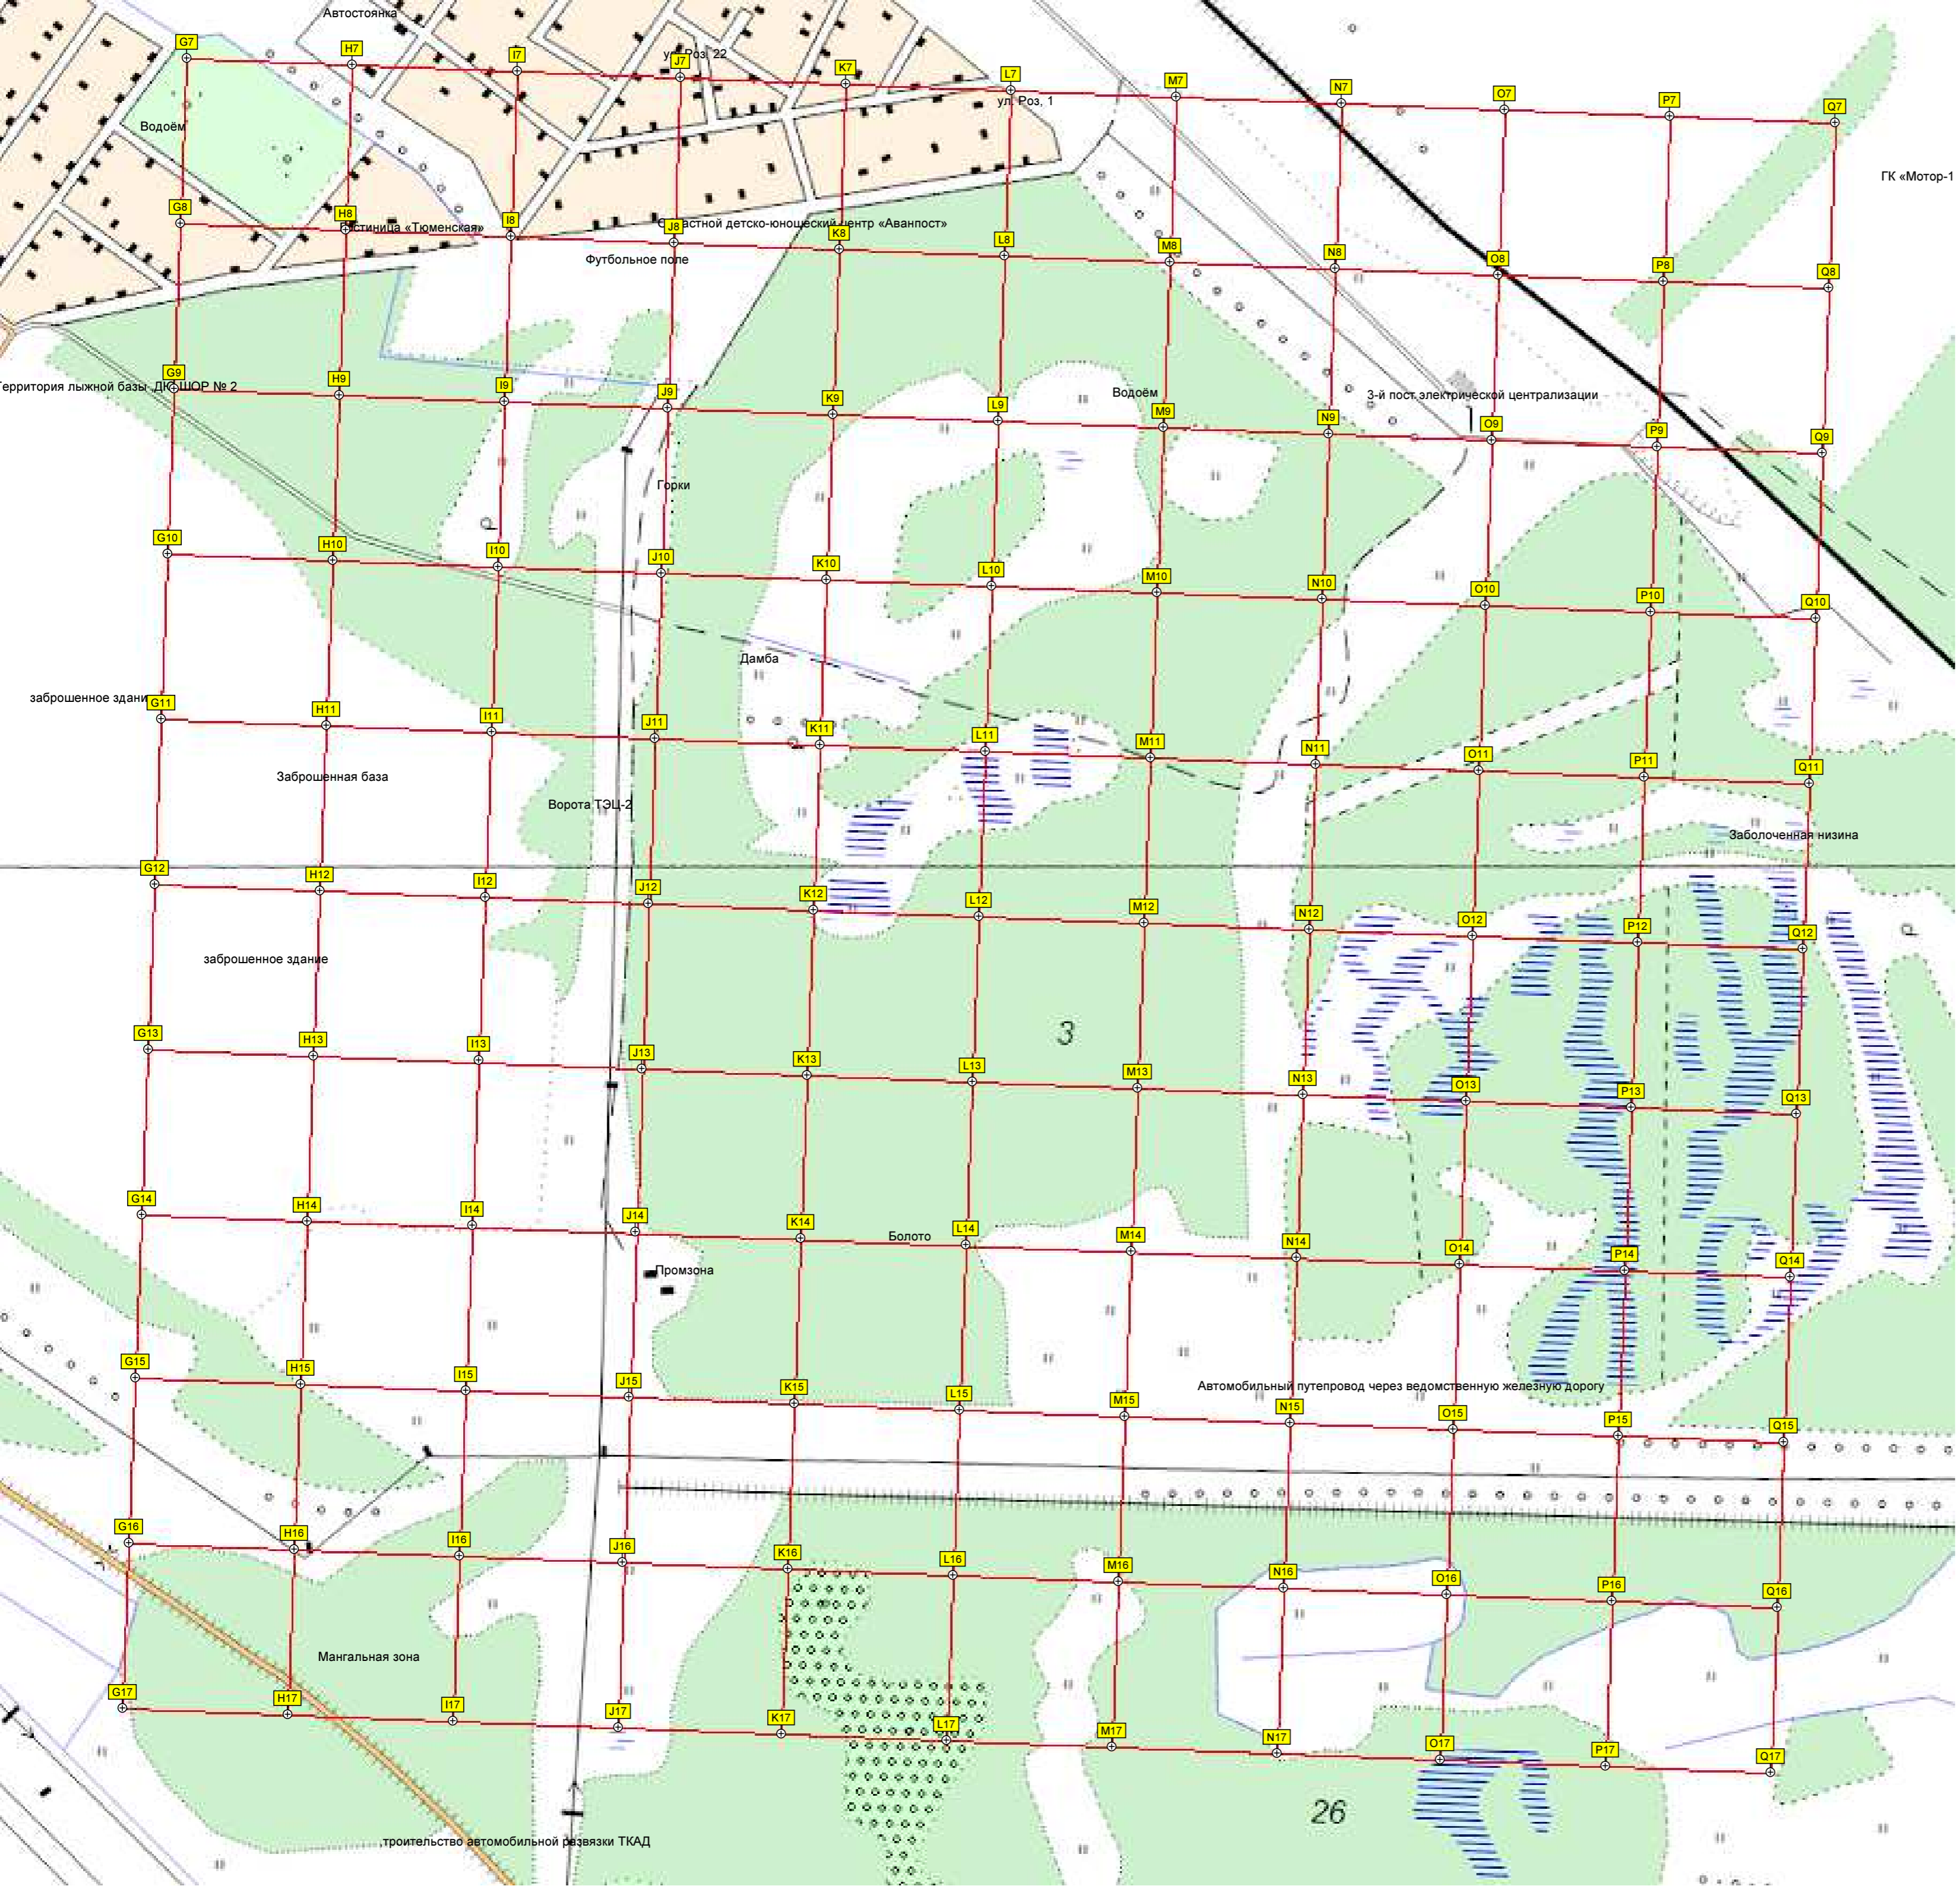 Автостоянка
G7
H7
I7
ул. Роз, 22
J7
K7
L7
M7
N7
O7
P7
Q7
ул. Роз, 1
Водоём
ГК «Мотор-1
G8
H8
стиница «Тюменская»
I8
J8
астной детско-юношеский центр «Аванпост»
K8
L8
M8
N8
O8
P8
Q8
Футбольное поле
G9
Территория лыжной базы ДЮСШОР № 2
H9
I9
J9
K9
L9
Водоём
M9
N9
3-й пост электрической централизации
O9
P9
Q9
Горки
G10
H10
I10
J10
K10
L10
M10
N10
O10
P10
Q10
Дамба
заброшенное здани
G11
H11
I11
J11
K11
L11
M11
N11
O11
P11
Q11
Заброшенная база
Ворота ТЭЦ-2
Заболоченная низина
G12
H12
I12
J12
K12
L12
M12
N12
O12
P12
Q12
заброшенное здание
3
G13
H13
I13
J13
K13
L13
M13
N13
O13
P13
Q13
G14
H14
I14
J14
K14
Болото
L14
M14
N14
O14
P14
Q14
Промзона
G15
H15
I15
J15
K15
L15
M15
Автомобильный путепровод через ведомственную железную дорогу
N15
O15
P15
Q15
G16
H16
I16
J16
K16
L16
M16
N16
O16
P16
Q16
Мангальная зона
G17
H17
I17
J17
K17
L17
M17
N17
O17
P17
Q17
26
троительство автомобильной развязки ТКАД